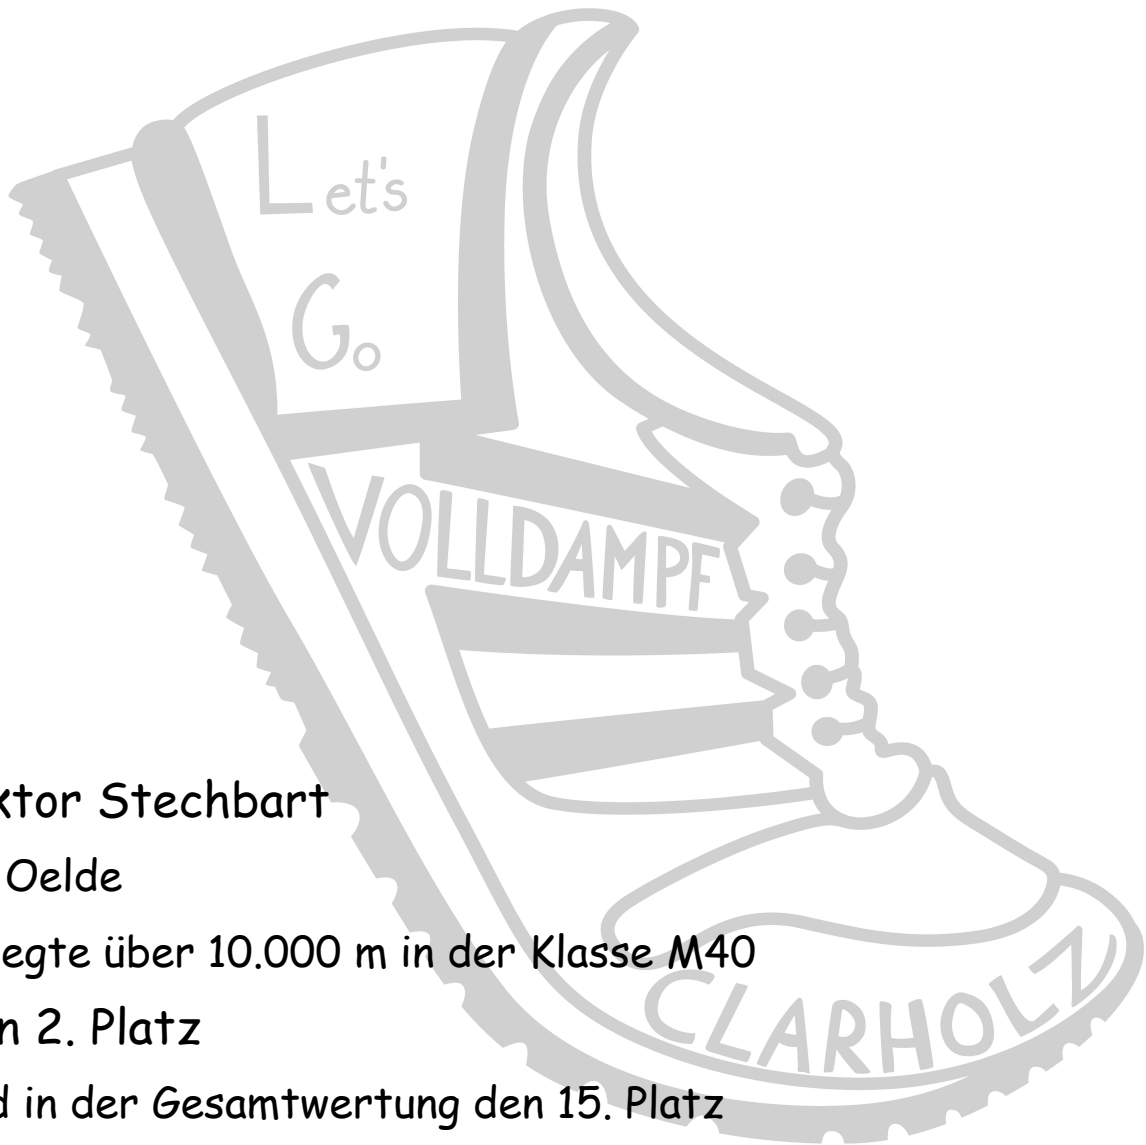 Let's
Go
VOLLDAMPF
ktor Stechbart
Oelde
egte über 10.000 m in der Klasse M40
n 2. Platz
d in der Gesamtwertung den 15. Platz
CLARHOLZ